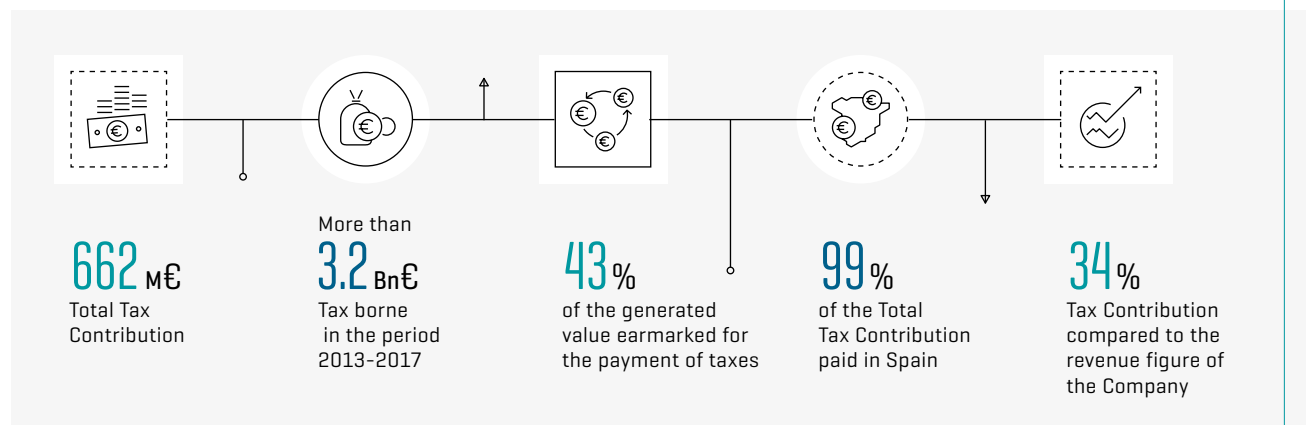 662 M€
Total Tax
Contribution
More than
3.2 Bn€
Tax borne
in the period
2013-2017
43 %
of the generated
value earmarked for
the payment of taxes
99 %
of the Total
Tax Contribution
paid in Spain
34 %
Tax Contribution
compared to the
revenue figure of
the Company